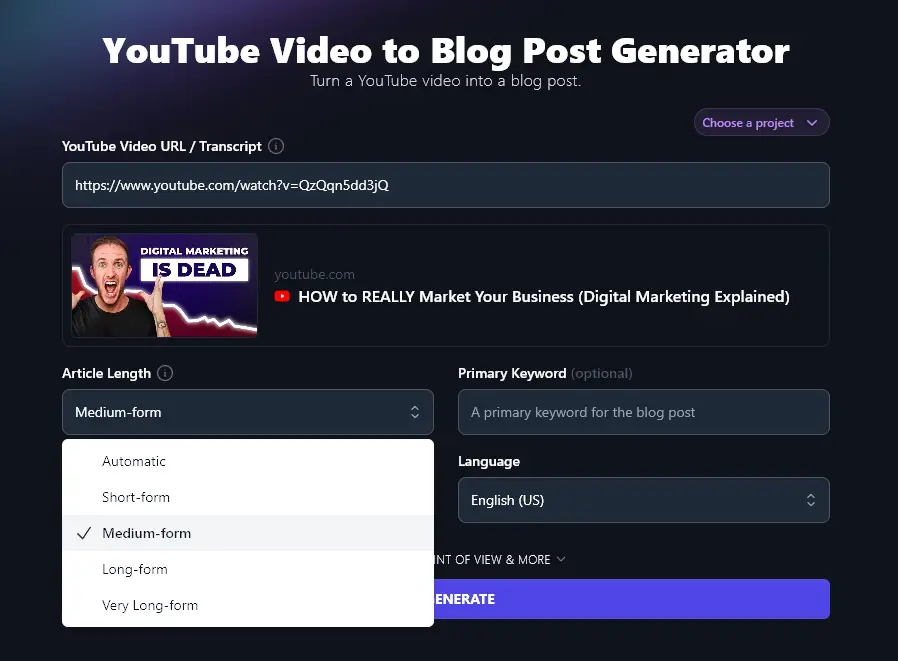 YouTube Video to Blog Post Generator
Turn a YouTube video into a blog post.
Choose a project
YouTube Video URL / Transcript
https://www.youtube.com/watch?v=QzQqn5dd3jQ
DIGITAL MARKETING
IS DEAD
youtube.com
HOW to REALLY Market Your Business (Digital Marketing Explained)
Article Length
Primary Keyword (optional)
Medium-form
A primary keyword for the blog post
Automatic
Short-form
Medium-form
Long-form
Very Long-form
Language
English (US)
OF VIEW & MORE